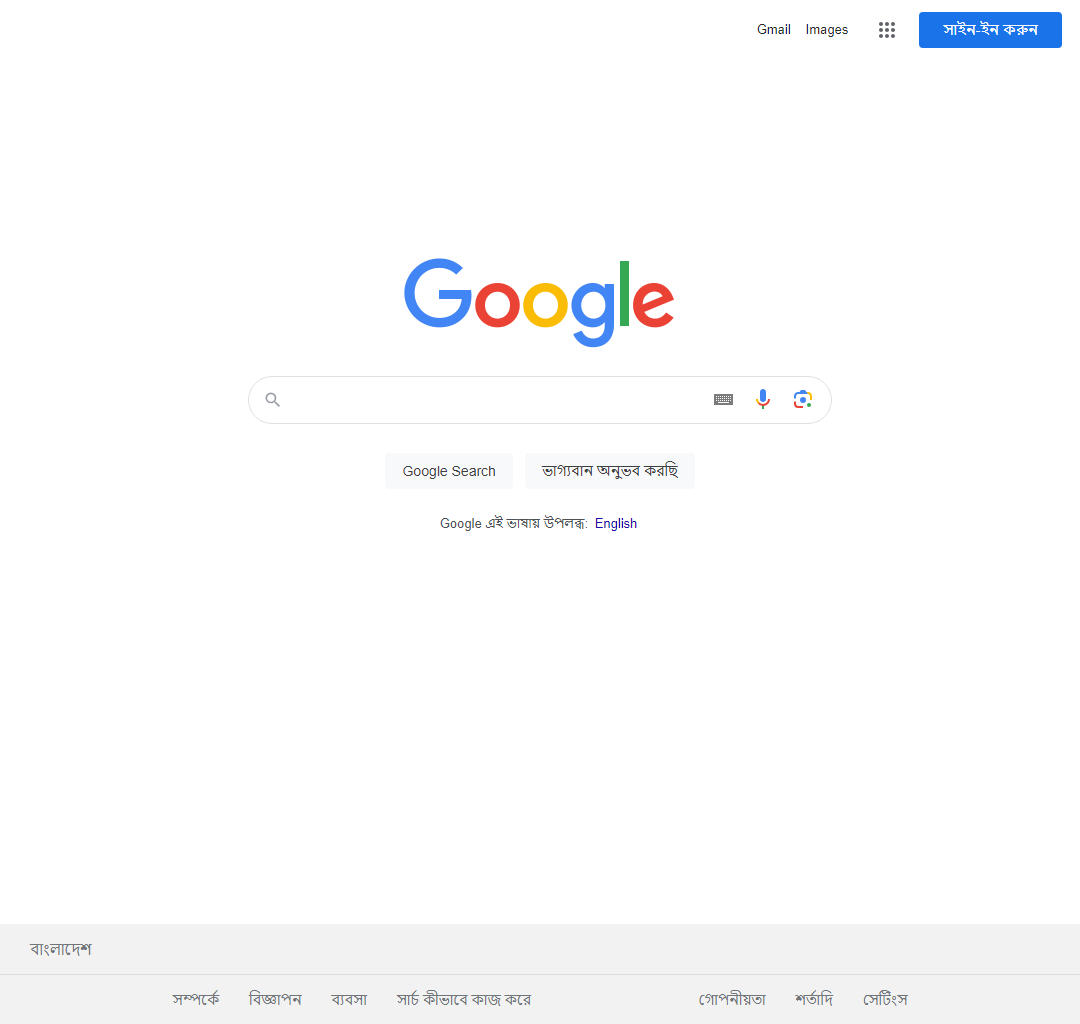 Gmail Images সাইন-ইন করুন
Google
Google Search ভাগ্যবান অনুভব করছি
Google এই ভাষায় উপলব্ধ: English
বাংলাদেশ
সম্পর্কে বিজ্ঞাপন ব্যবসা সার্চ কীভাবে কাজ করে গোপনীয়তা শর্তাদি সেটিংস